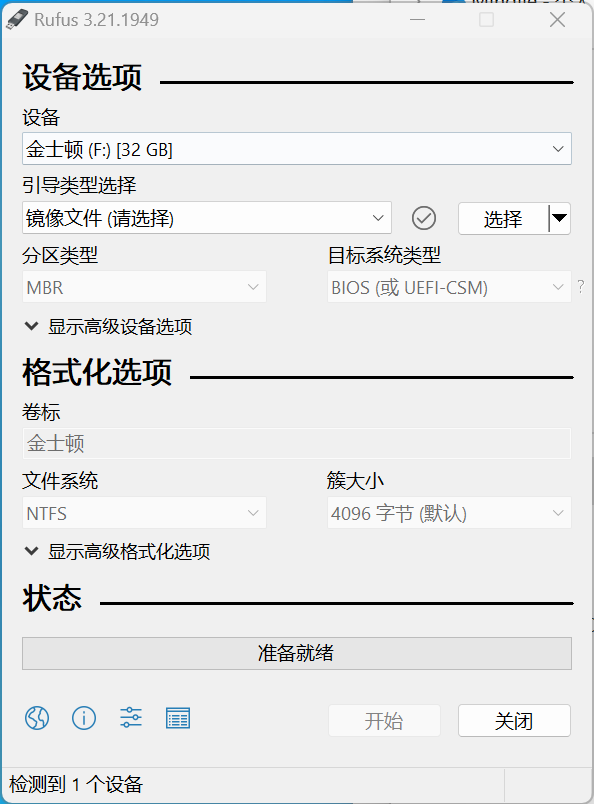 Rufus 3.21.1949
设备选项
设备
金士顿 (F:) [32 GB]
引导类型选择
镜像文件 (请选择)
选择
分区类型
目标系统类型
MBR
BIOS (或 UEFI-CSM)
?
显示高级设备选项
格式化选项
卷标
金士顿
文件系统
簇大小
NTFS
4096 字节 (默认)
显示高级格式化选项
状态
准备就绪
开始
关闭
检测到 1 个设备